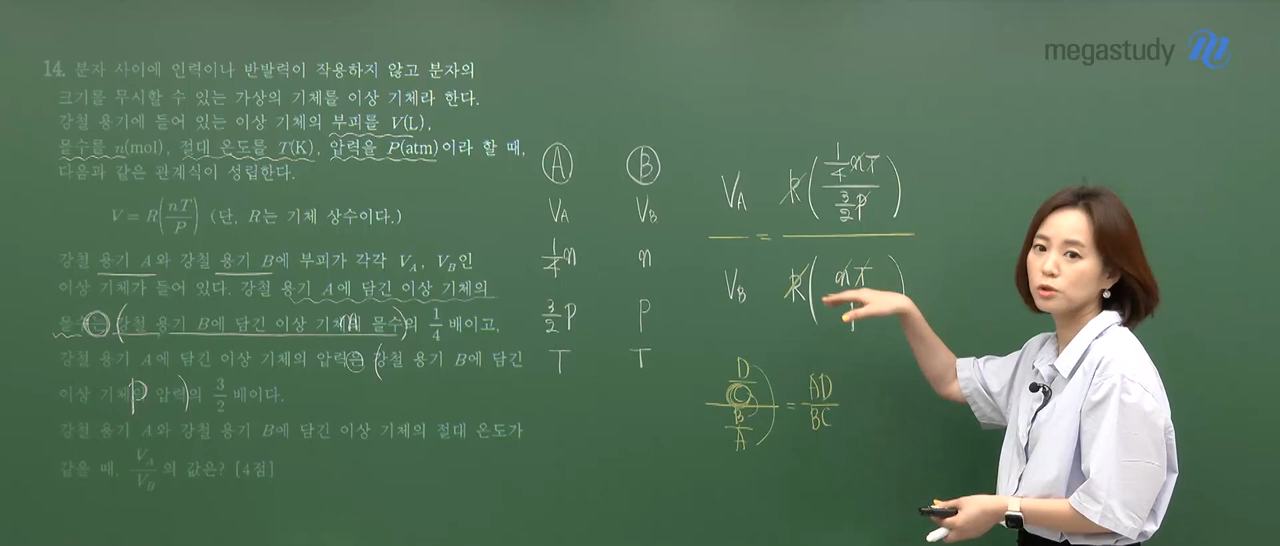 megastudy
14. 분자 사이에 인력이나 반발력이 작용하지 않고 분자의
크기를 무시할 수 있는 가상의 기체를 이상 기체라 한다.
강철 용기에 들어 있는 이상 기체의 부피를 V(L),
몰수를 n(mol), 절대 온도를 T(K), 압력을 P(atm)이라 할 때,
다음과 같은 관계식이 성립한다.
V = R(nT/P) (단, R는 기체 상수이다.)
강철 용기 A와 강철 용기 B에 부피가 각각 V_A, V_B인
이상 기체가 들어 있다. 강철 용기 A에 담긴 이상 기체의
몰수는 강철 용기 B에 담긴 이상 기체의 몰수의 1/4 배이고,
강철 용기 A에 담긴 이상 기체의 압력은 강철 용기 B에 담긴
이상 기체의 압력의 3/2 배이다.
강철 용기 A와 강철 용기 B에 담긴 이상 기체의 절대 온도가
같을 때, V_A/V_B 의 값은? [4점]
n
P
A B
V_A V_B
1/4 n n
3/2 P P
T T
V_A / V_B = R((1/4 nT)/(3/2 P)) / R(nT/P)
(D/C)/(B/A) = AD/BC